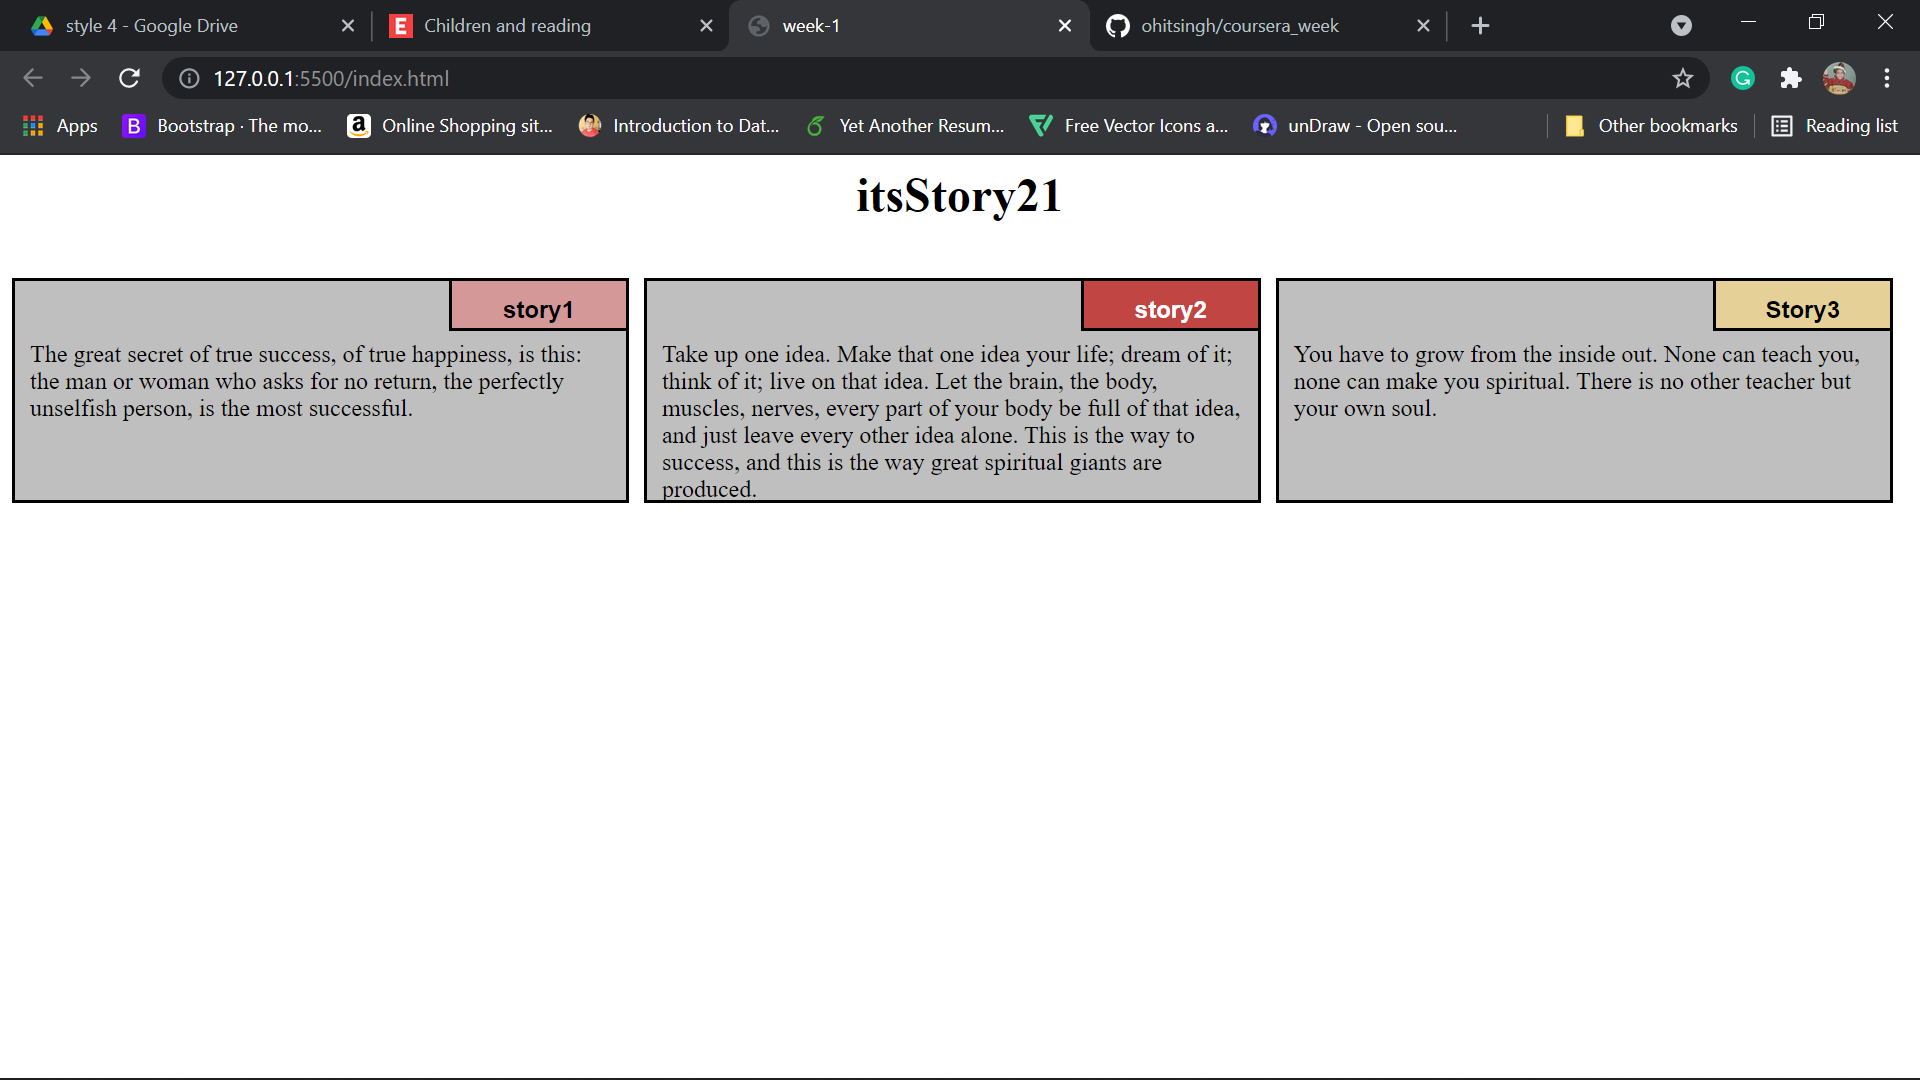 style 4 - Google Drive
Children and reading
week-1
ohitsingh/coursera_week
127.0.0.1:5500/index.html
Apps
Bootstrap · The mo...
Online Shopping sit...
Introduction to Dat...
Yet Another Resum...
Free Vector Icons a...
unDraw - Open sou...
Other bookmarks
Reading list
itsStory21
story1
The great secret of true success, of true happiness, is this:
the man or woman who asks for no return, the perfectly
unselfish person, is the most successful.
story2
Take up one idea. Make that one idea your life; dream of it;
think of it; live on that idea. Let the brain, the body,
muscles, nerves, every part of your body be full of that idea,
and just leave every other idea alone. This is the way to
success, and this is the way great spiritual giants are
produced.
Story3
You have to grow from the inside out. None can teach you,
none can make you spiritual. There is no other teacher but
your own soul.